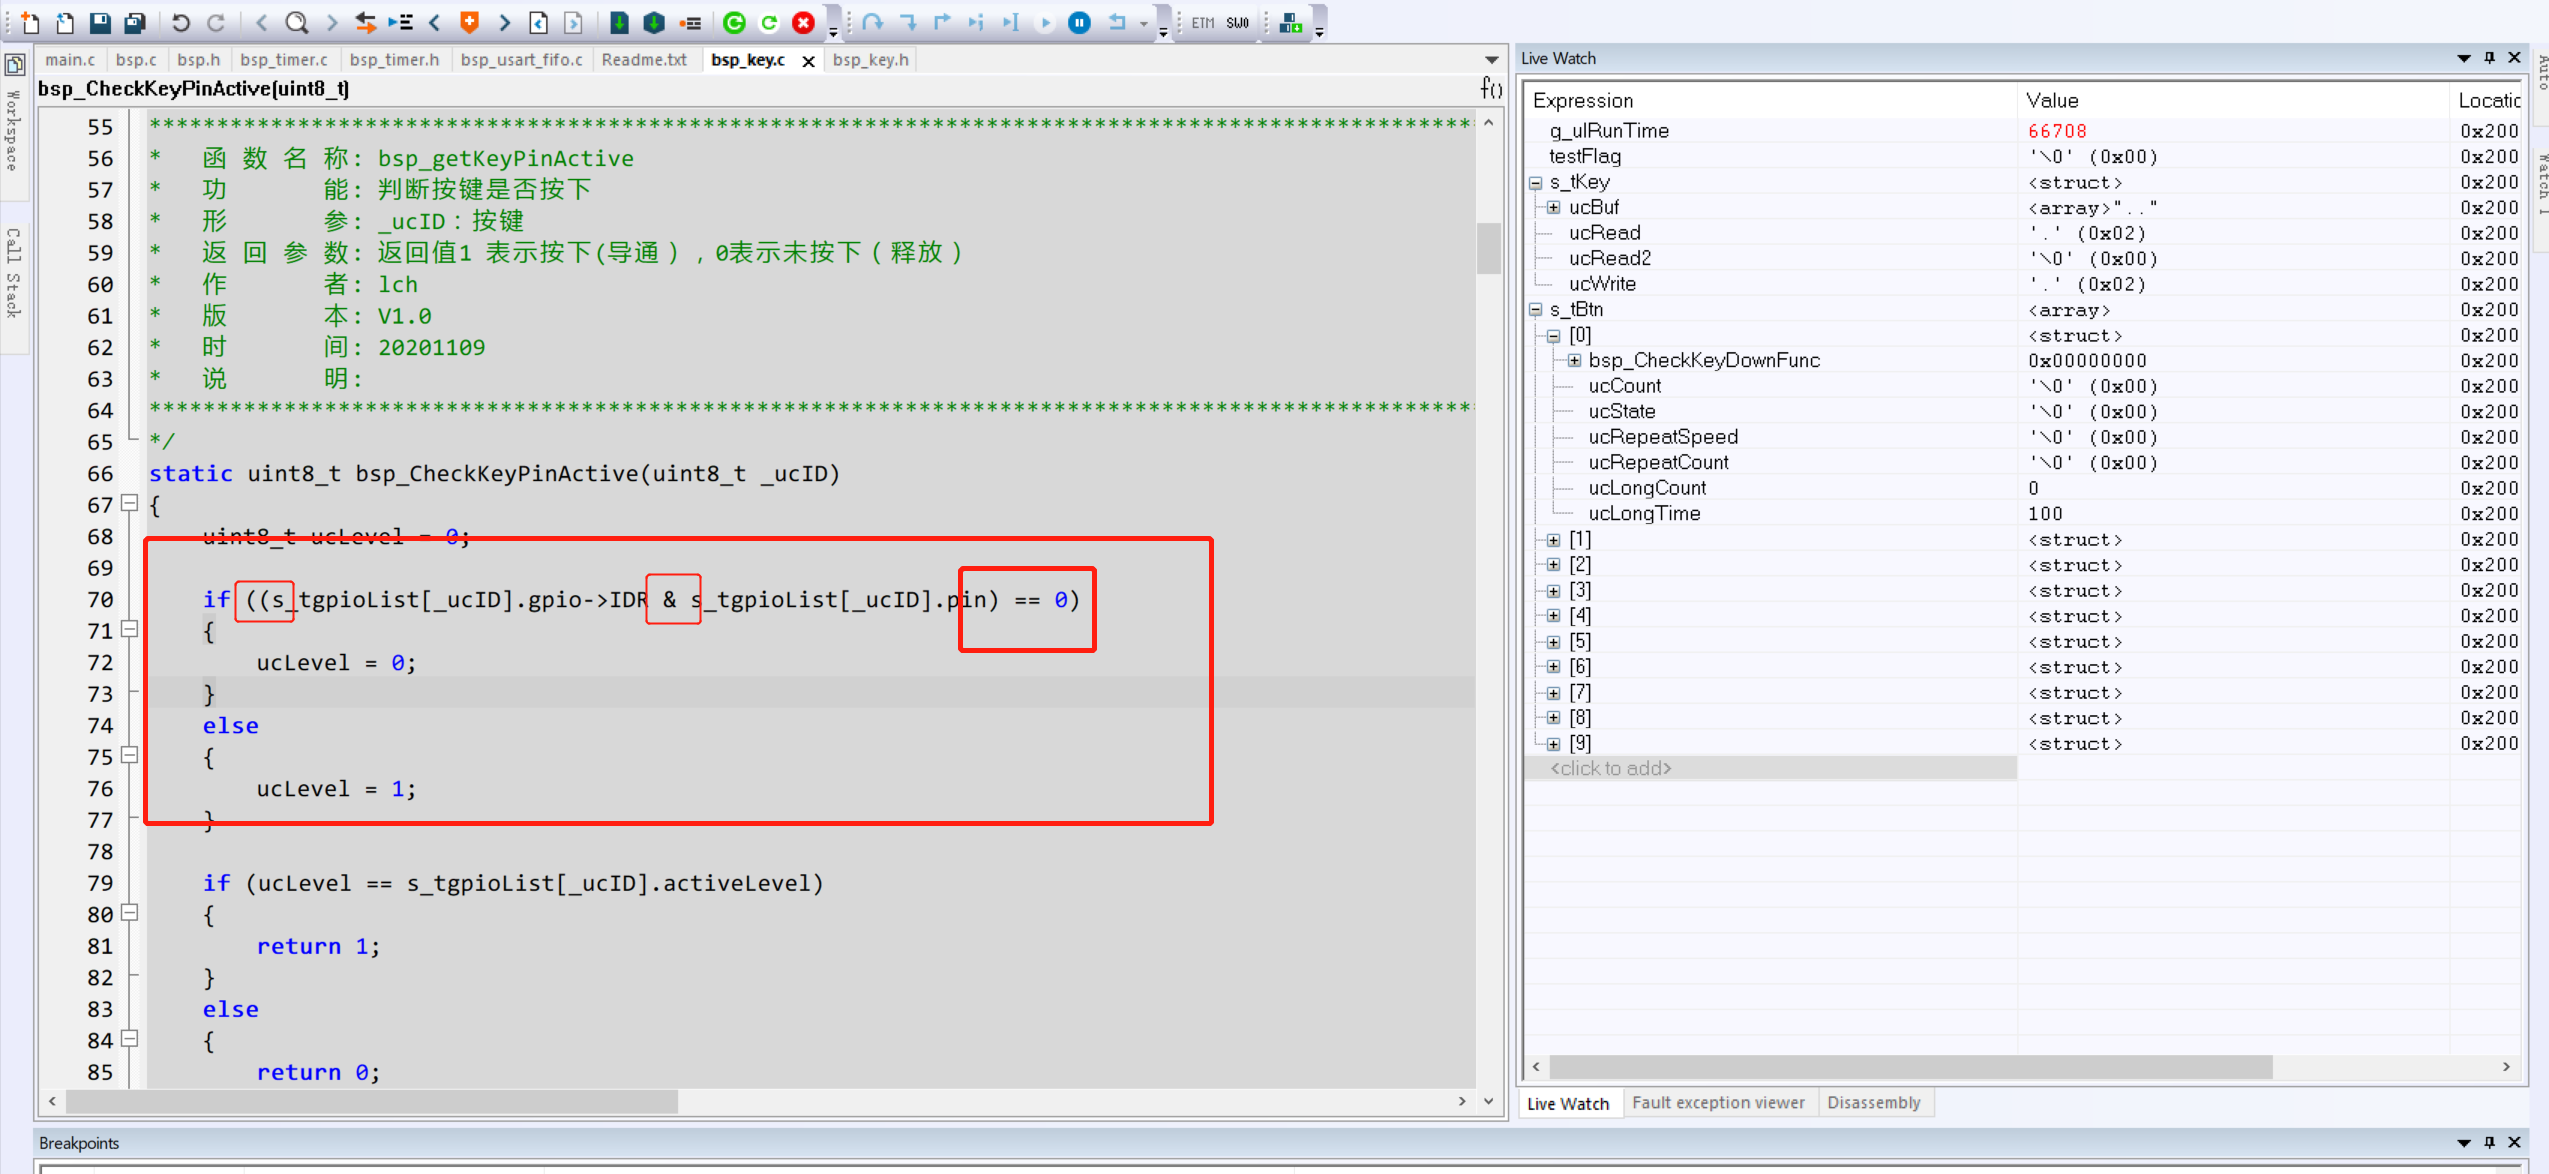 ETM SWO
main.c bsp.c bsp.h bsp_timer.c bsp_timer.h bsp_usart_fifo.c Readme.txt bsp_key.c bsp_key.h
bsp_CheckKeyPinActive(uint8_t) f()
Workspace
Call Stack
55 **************************************************************************************************
56 * 函 数 名 称: bsp_getKeyPinActive
57 * 功 能: 判断按键是否按下
58 * 形 参: _ucID：按键
59 * 返 回 参 数: 返回值1 表示按下(导通），0表示未按下（释放）
60 * 作 者: lch
61 * 版 本: V1.0
62 * 时 间: 20201109
63 * 说 明:
64 **************************************************************************************************
65 */
66 static uint8_t bsp_CheckKeyPinActive(uint8_t _ucID)
67 {
68 uint8_t ucLevel = 0;
69
70 if ((s_tgpioList[_ucID].gpio->IDR & s_tgpioList[_ucID].pin) == 0)
71 {
72 ucLevel = 0;
73 }
74 else
75 {
76 ucLevel = 1;
77 }
78
79 if (ucLevel == s_tgpioList[_ucID].activeLevel)
80 {
81 return 1;
82 }
83 else
84 {
85 return 0;
Live Watch
Expression Value Locatic
g_ulRunTime 66708 0x200
testFlag '\0' (0x00) 0x200
s_tKey <struct> 0x200
ucBuf <array>".." 0x200
ucRead '.' (0x02) 0x200
ucRead2 '\0' (0x00) 0x200
ucWrite '.' (0x02) 0x200
s_tBtn <array> 0x200
[0] <struct> 0x200
bsp_CheckKeyDownFunc 0x00000000 0x200
ucCount '\0' (0x00) 0x200
ucState '\0' (0x00) 0x200
ucRepeatSpeed '\0' (0x00) 0x200
ucRepeatCount '\0' (0x00) 0x200
ucLongCount 0 0x200
ucLongTime 100 0x200
[1] <struct> 0x200
[2] <struct> 0x200
[3] <struct> 0x200
[4] <struct> 0x200
[5] <struct> 0x200
[6] <struct> 0x200
[7] <struct> 0x200
[8] <struct> 0x200
[9] <struct> 0x200
<click to add>
Live Watch Fault exception viewer Disassembly
Auto
Watch 1
Breakpoints